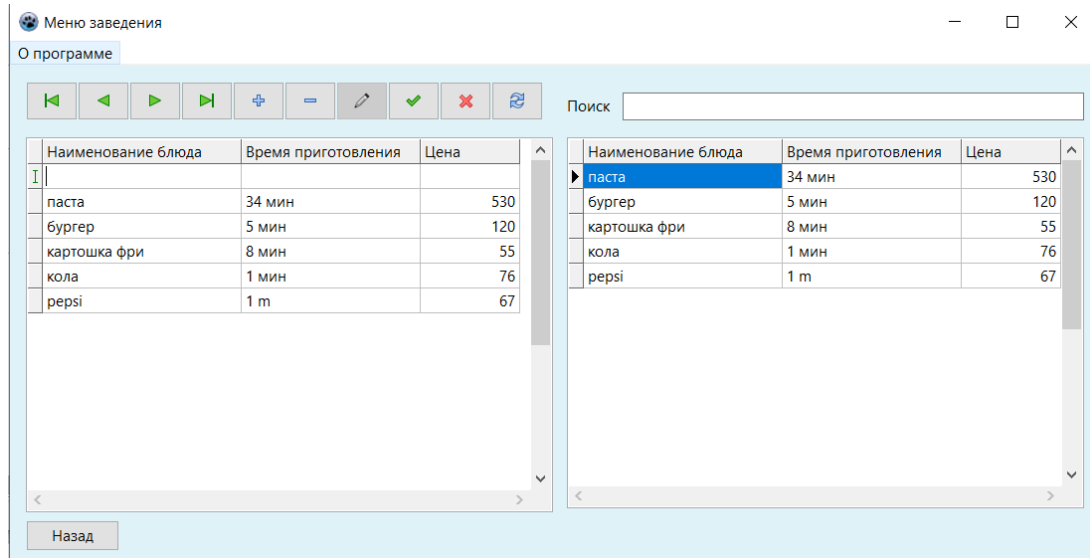 Меню заведения
О программе
Поиск
Наименование блюда Время приготовления Цена
паста 34 мин 530
бургер 5 мин 120
картошка фри 8 мин 55
кола 1 мин 76
pepsi 1 m 67
Наименование блюда Время приготовления Цена
паста 34 мин 530
бургер 5 мин 120
картошка фри 8 мин 55
кола 1 мин 76
pepsi 1 m 67
Назад